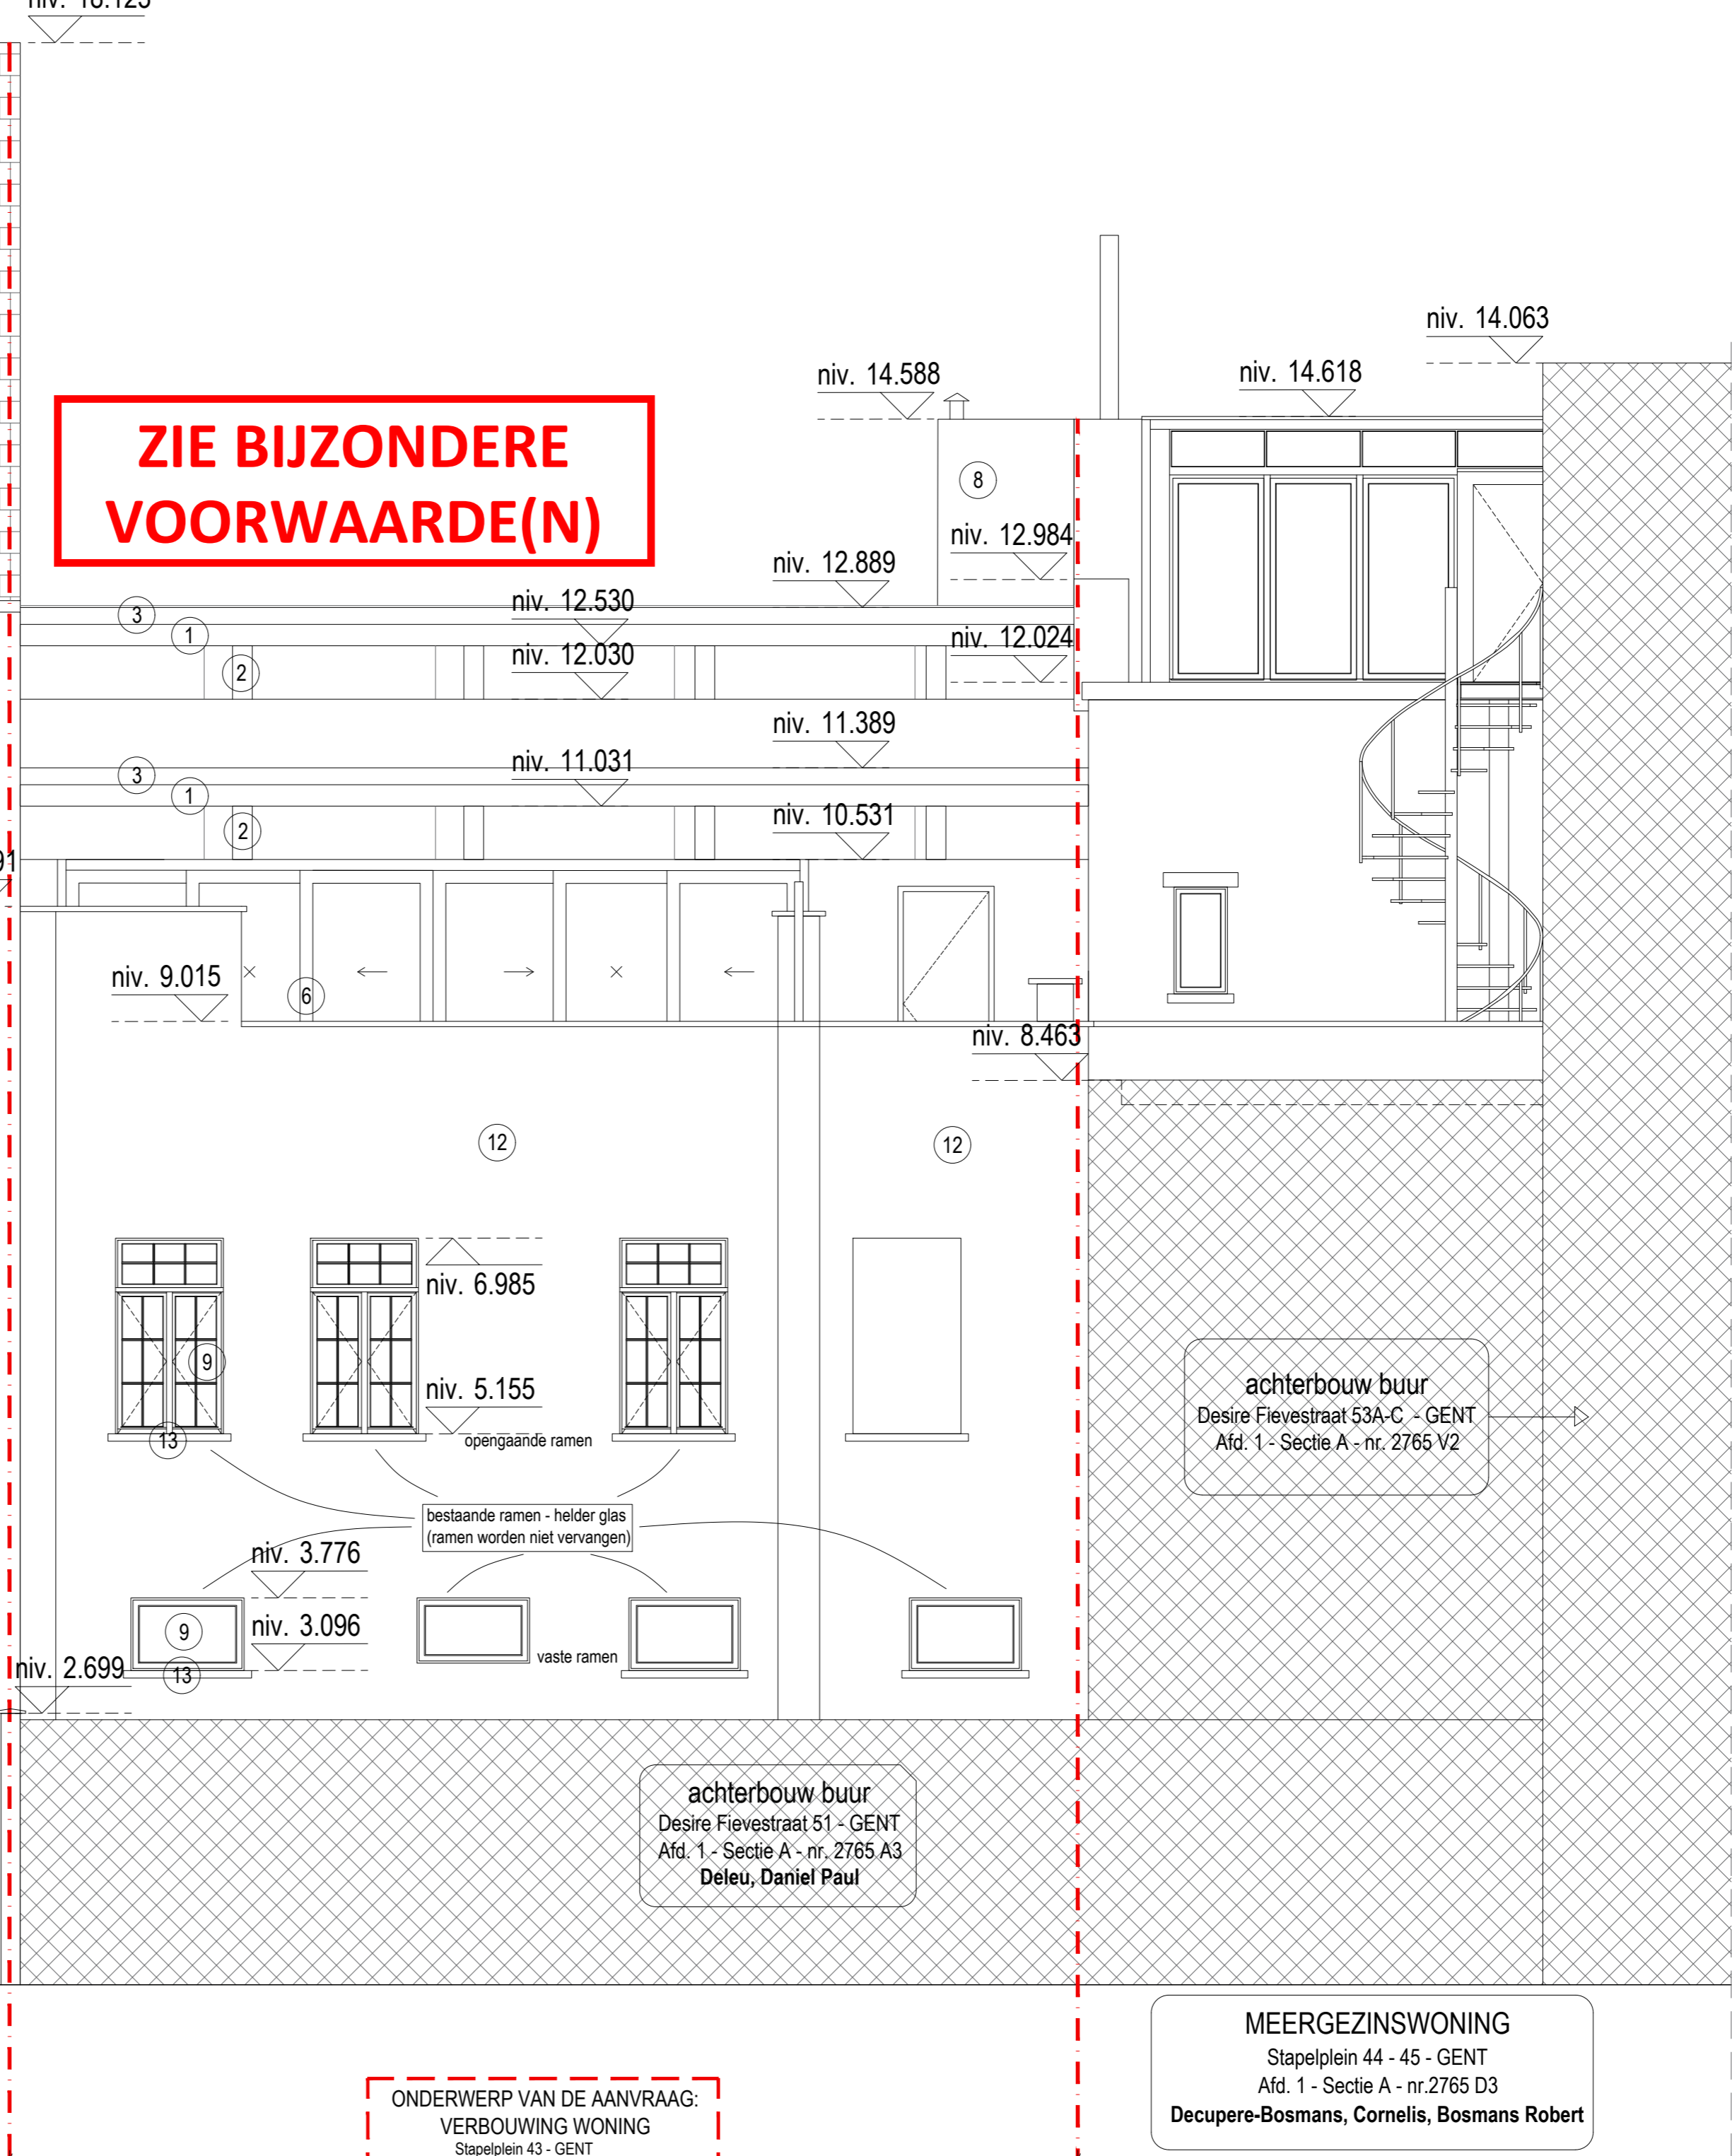 niv. 18.123
niv. 14.063
niv. 14.588
niv. 14.618
ZIE BIJZONDERE
VOORWAARDE(N)
8
niv. 12.984
niv. 12.889
niv. 12.530
3
1
niv. 12.024
niv. 12.030
2
niv. 11.389
niv. 11.031
3
1
niv. 10.531
2
91
niv. 9.015
6
niv. 8.463
12
12
niv. 6.985
9
niv. 5.155
13
opengaande ramen
achterbouw buur
Desire Fievestraat 53A-C - GENT
Afd. 1 - Sectie A - nr. 2765 V2
bestaande ramen - helder glas
(ramen worden niet vervangen)
niv. 3.776
9
niv. 3.096
vaste ramen
niv. 2.699
13
achterbouw buur
Desire Fievestraat 51 - GENT
Afd. 1 - Sectie A - nr. 2765 A3
Deleu, Daniel Paul
MEERGEZINSWONING
Stapelplein 44 - 45 - GENT
Afd. 1 - Sectie A - nr.2765 D3
Decupere-Bosmans, Cornelis, Bosmans Robert
ONDERWERP VAN DE AANVRAAG:
VERBOUWING WONING
Stapelplein 43 - GENT